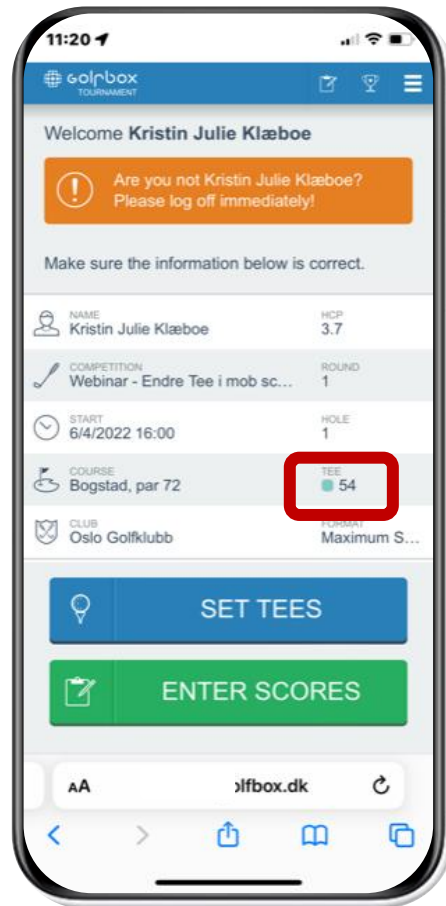 11:20
GOLFBOX
TOURNAMENT
Welcome Kristin Julie Klæboe
Are you not Kristin Julie Klæboe?
Please log off immediately!
Make sure the information below is correct.
NAME HCP
Kristin Julie Klæboe 3.7
COMPETITION ROUND
Webinar - Endre Tee i mob sc... 1
START HOLE
6/4/2022 16:00 1
COURSE TEE
Bogstad, par 72 54
CLUB FORMAT
Oslo Golfklubb Maximum S...
SET TEES
ENTER SCORES
AA olfbox.dk